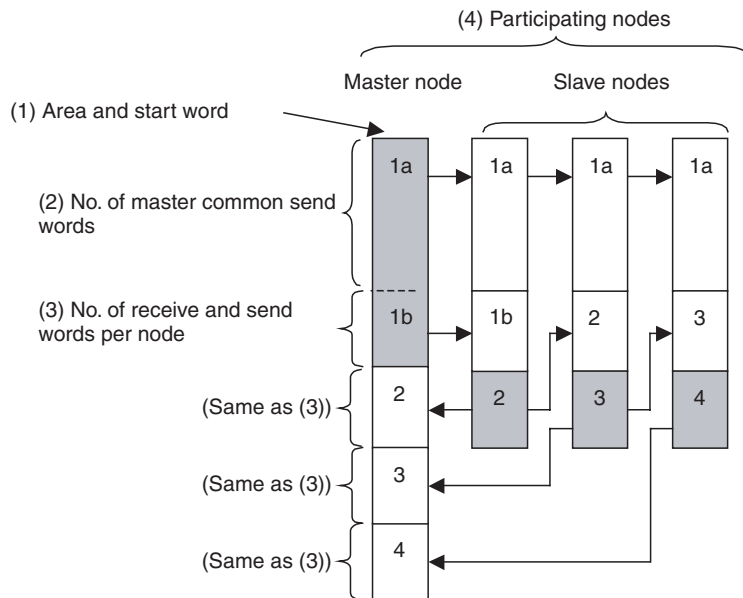 (4) Participating nodes
Master node
Slave nodes
(1) Area and start word
1a
1a
1a
1a
(2) No. of master common send
words
(3) No. of receive and send
words per node
1b
1b
2
3
(Same as (3))
2
2
3
4
(Same as (3))
3
(Same as (3))
4